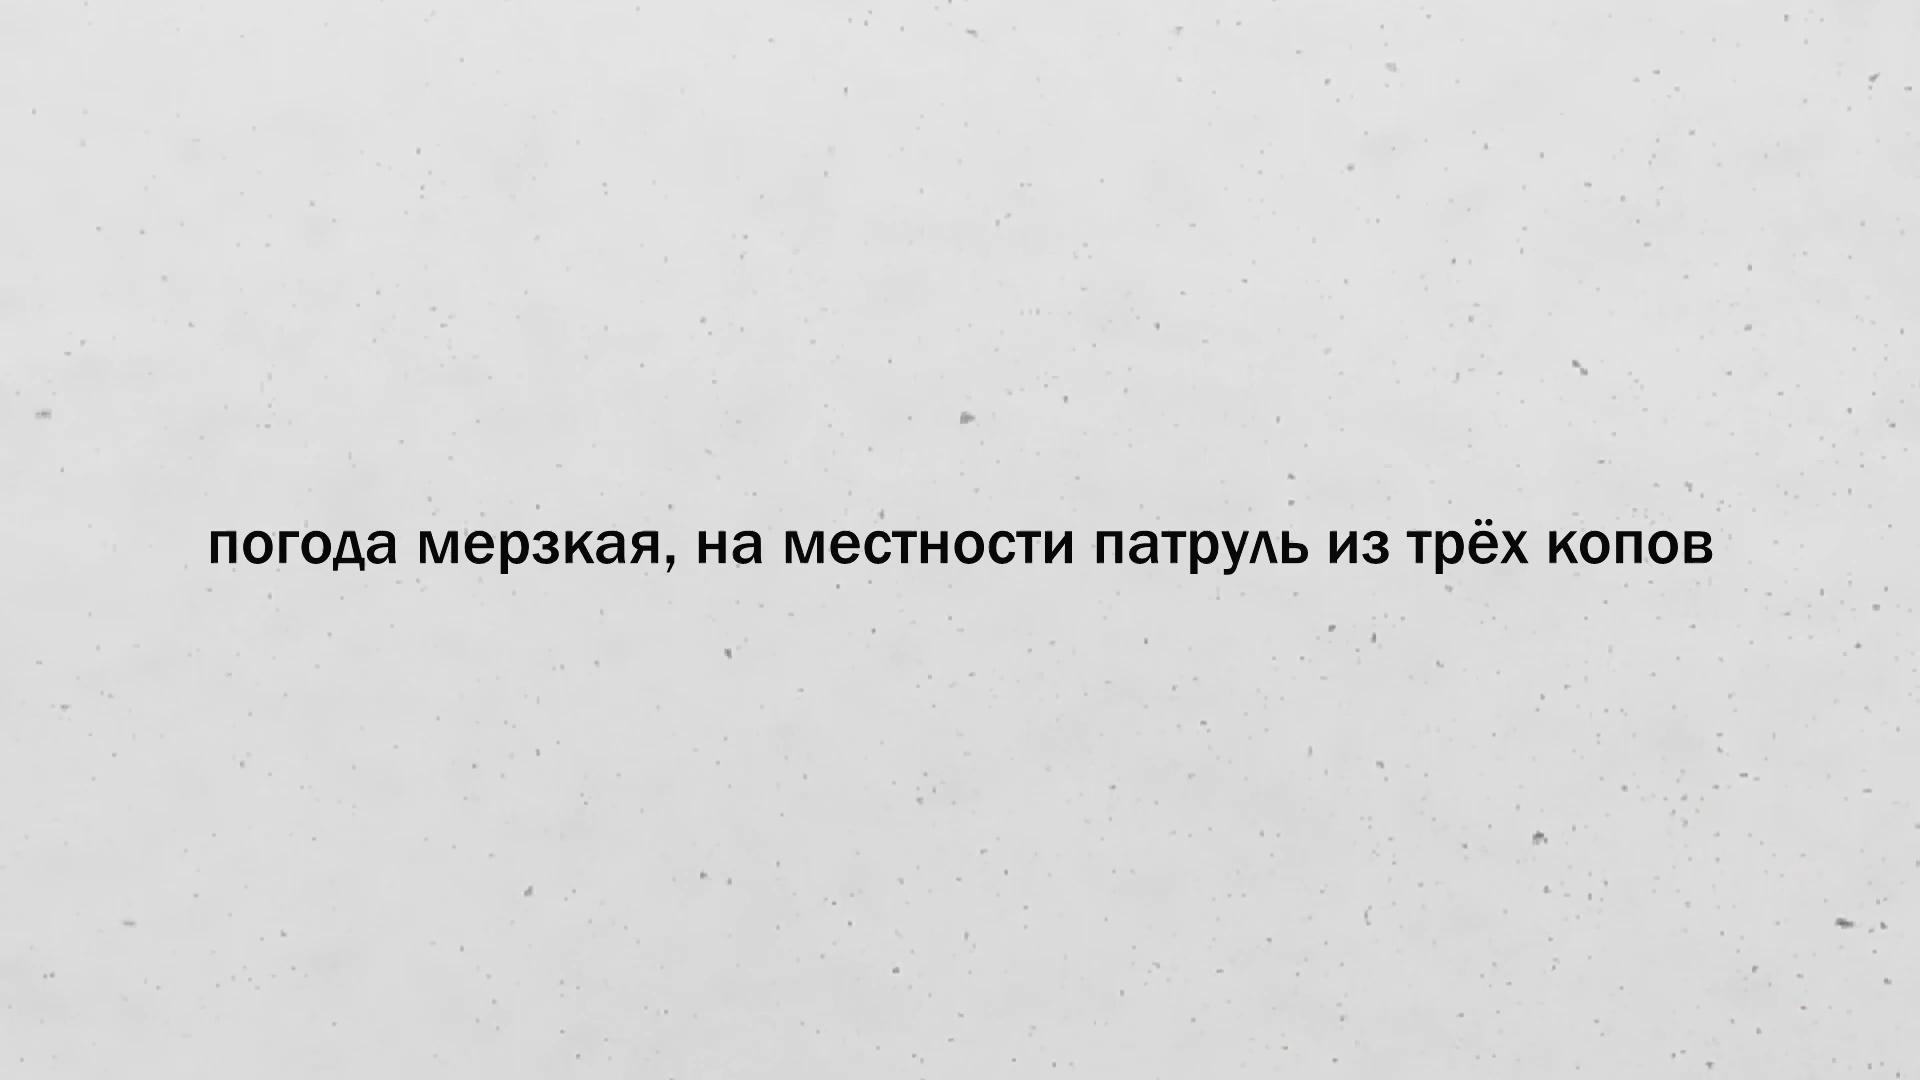 погода мерзкая, на местности патруль из трёх копов